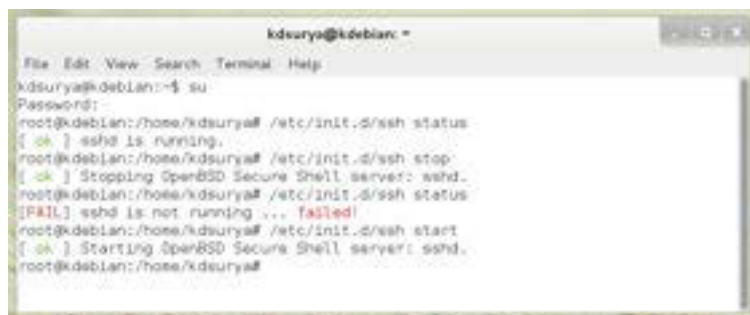 kdsurya@kdebian: ~
File Edit View Search Terminal Help
kdsurya@kdebian:~$ su
Password:
root@kdebian:/home/kdsurya# /etc/init.d/ssh status
[ ok ] sshd is running.
root@kdebian:/home/kdsurya# /etc/init.d/ssh stop
[ ok ] Stopping OpenBSD Secure Shell server: sshd.
root@kdebian:/home/kdsurya# /etc/init.d/ssh status
[FAIL] sshd is not running ... failed!
root@kdebian:/home/kdsurya# /etc/init.d/ssh start
[ ok ] Starting OpenBSD Secure Shell server: sshd.
root@kdebian:/home/kdsurya#